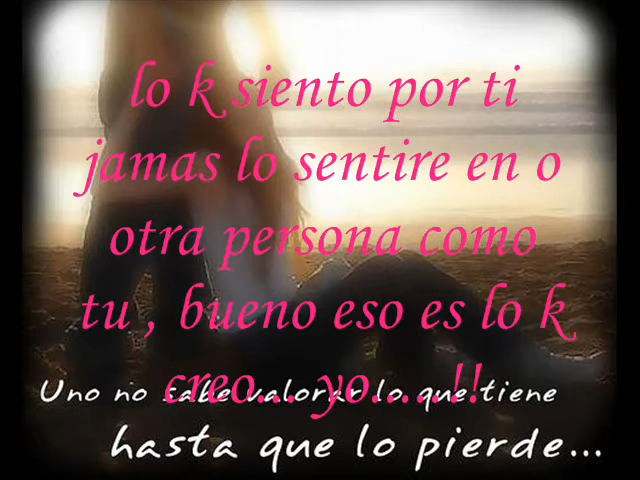 lo k siento por ti
jamas lo sentire en o
otra persona como
tu , bueno eso es lo k
creo... yo.....!!
Uno no sabe valorar lo que tiene
hasta que lo pierde...